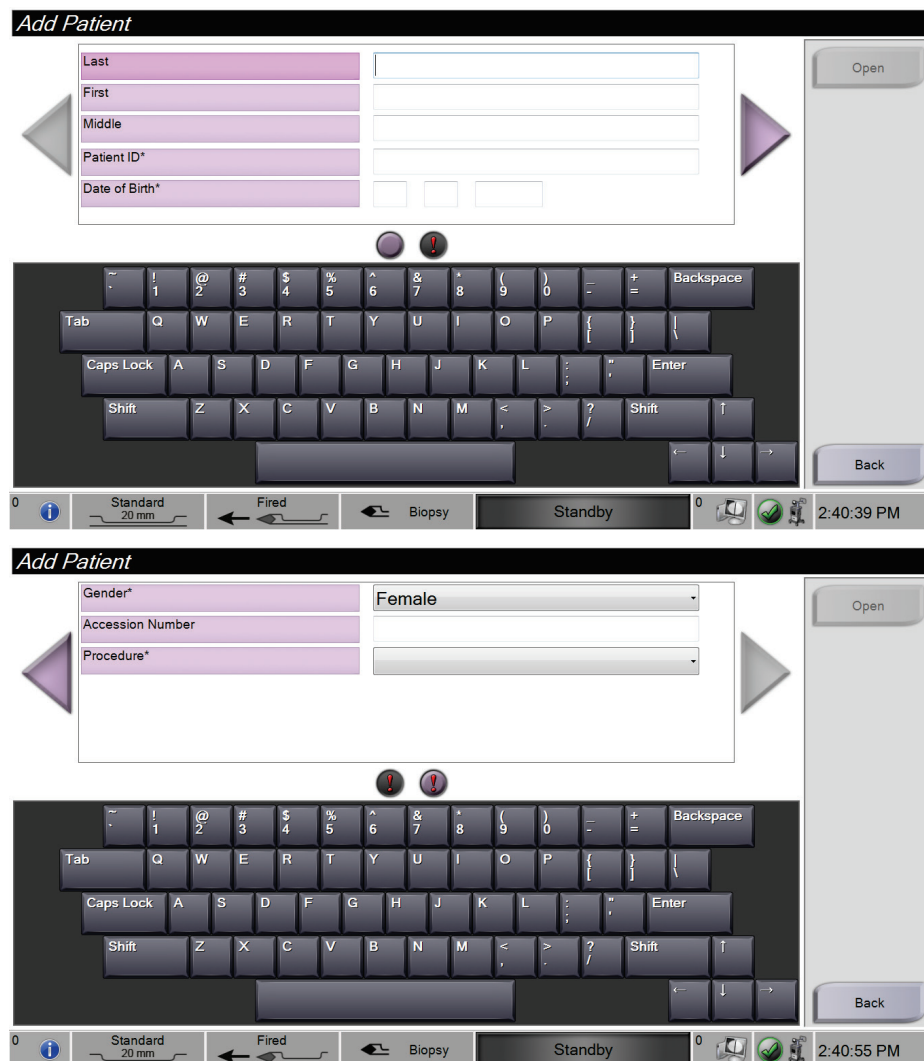 Add Patient
Last
Open
First
Middle
Patient ID*
Date of Birth*
~ ! @ # $ % ^ & * ( ) _ + Backspace
` 1 2 3 4 5 6 7 8 9 0 - =
Tab Q W E R T Y U I O P { } |
[ ] \
Caps Lock A S D F G H J K L : " Enter
; '
Shift Z X C V B N M < > ? Shift ↑
, . /
← ↓ →
Back
0 Standard 20 mm Fired Biopsy Standby 0 2:40:39 PM
Add Patient
Gender* Female
Open
Accession Number
Procedure*
~ ! @ # $ % ^ & * ( ) _ + Backspace
` 1 2 3 4 5 6 7 8 9 0 - =
Tab Q W E R T Y U I O P { } |
[ ] \
Caps Lock A S D F G H J K L : " Enter
; '
Shift Z X C V B N M < > ? Shift ↑
, . /
← ↓ →
Back
0 Standard 20 mm Fired Biopsy Standby 0 2:40:55 PM